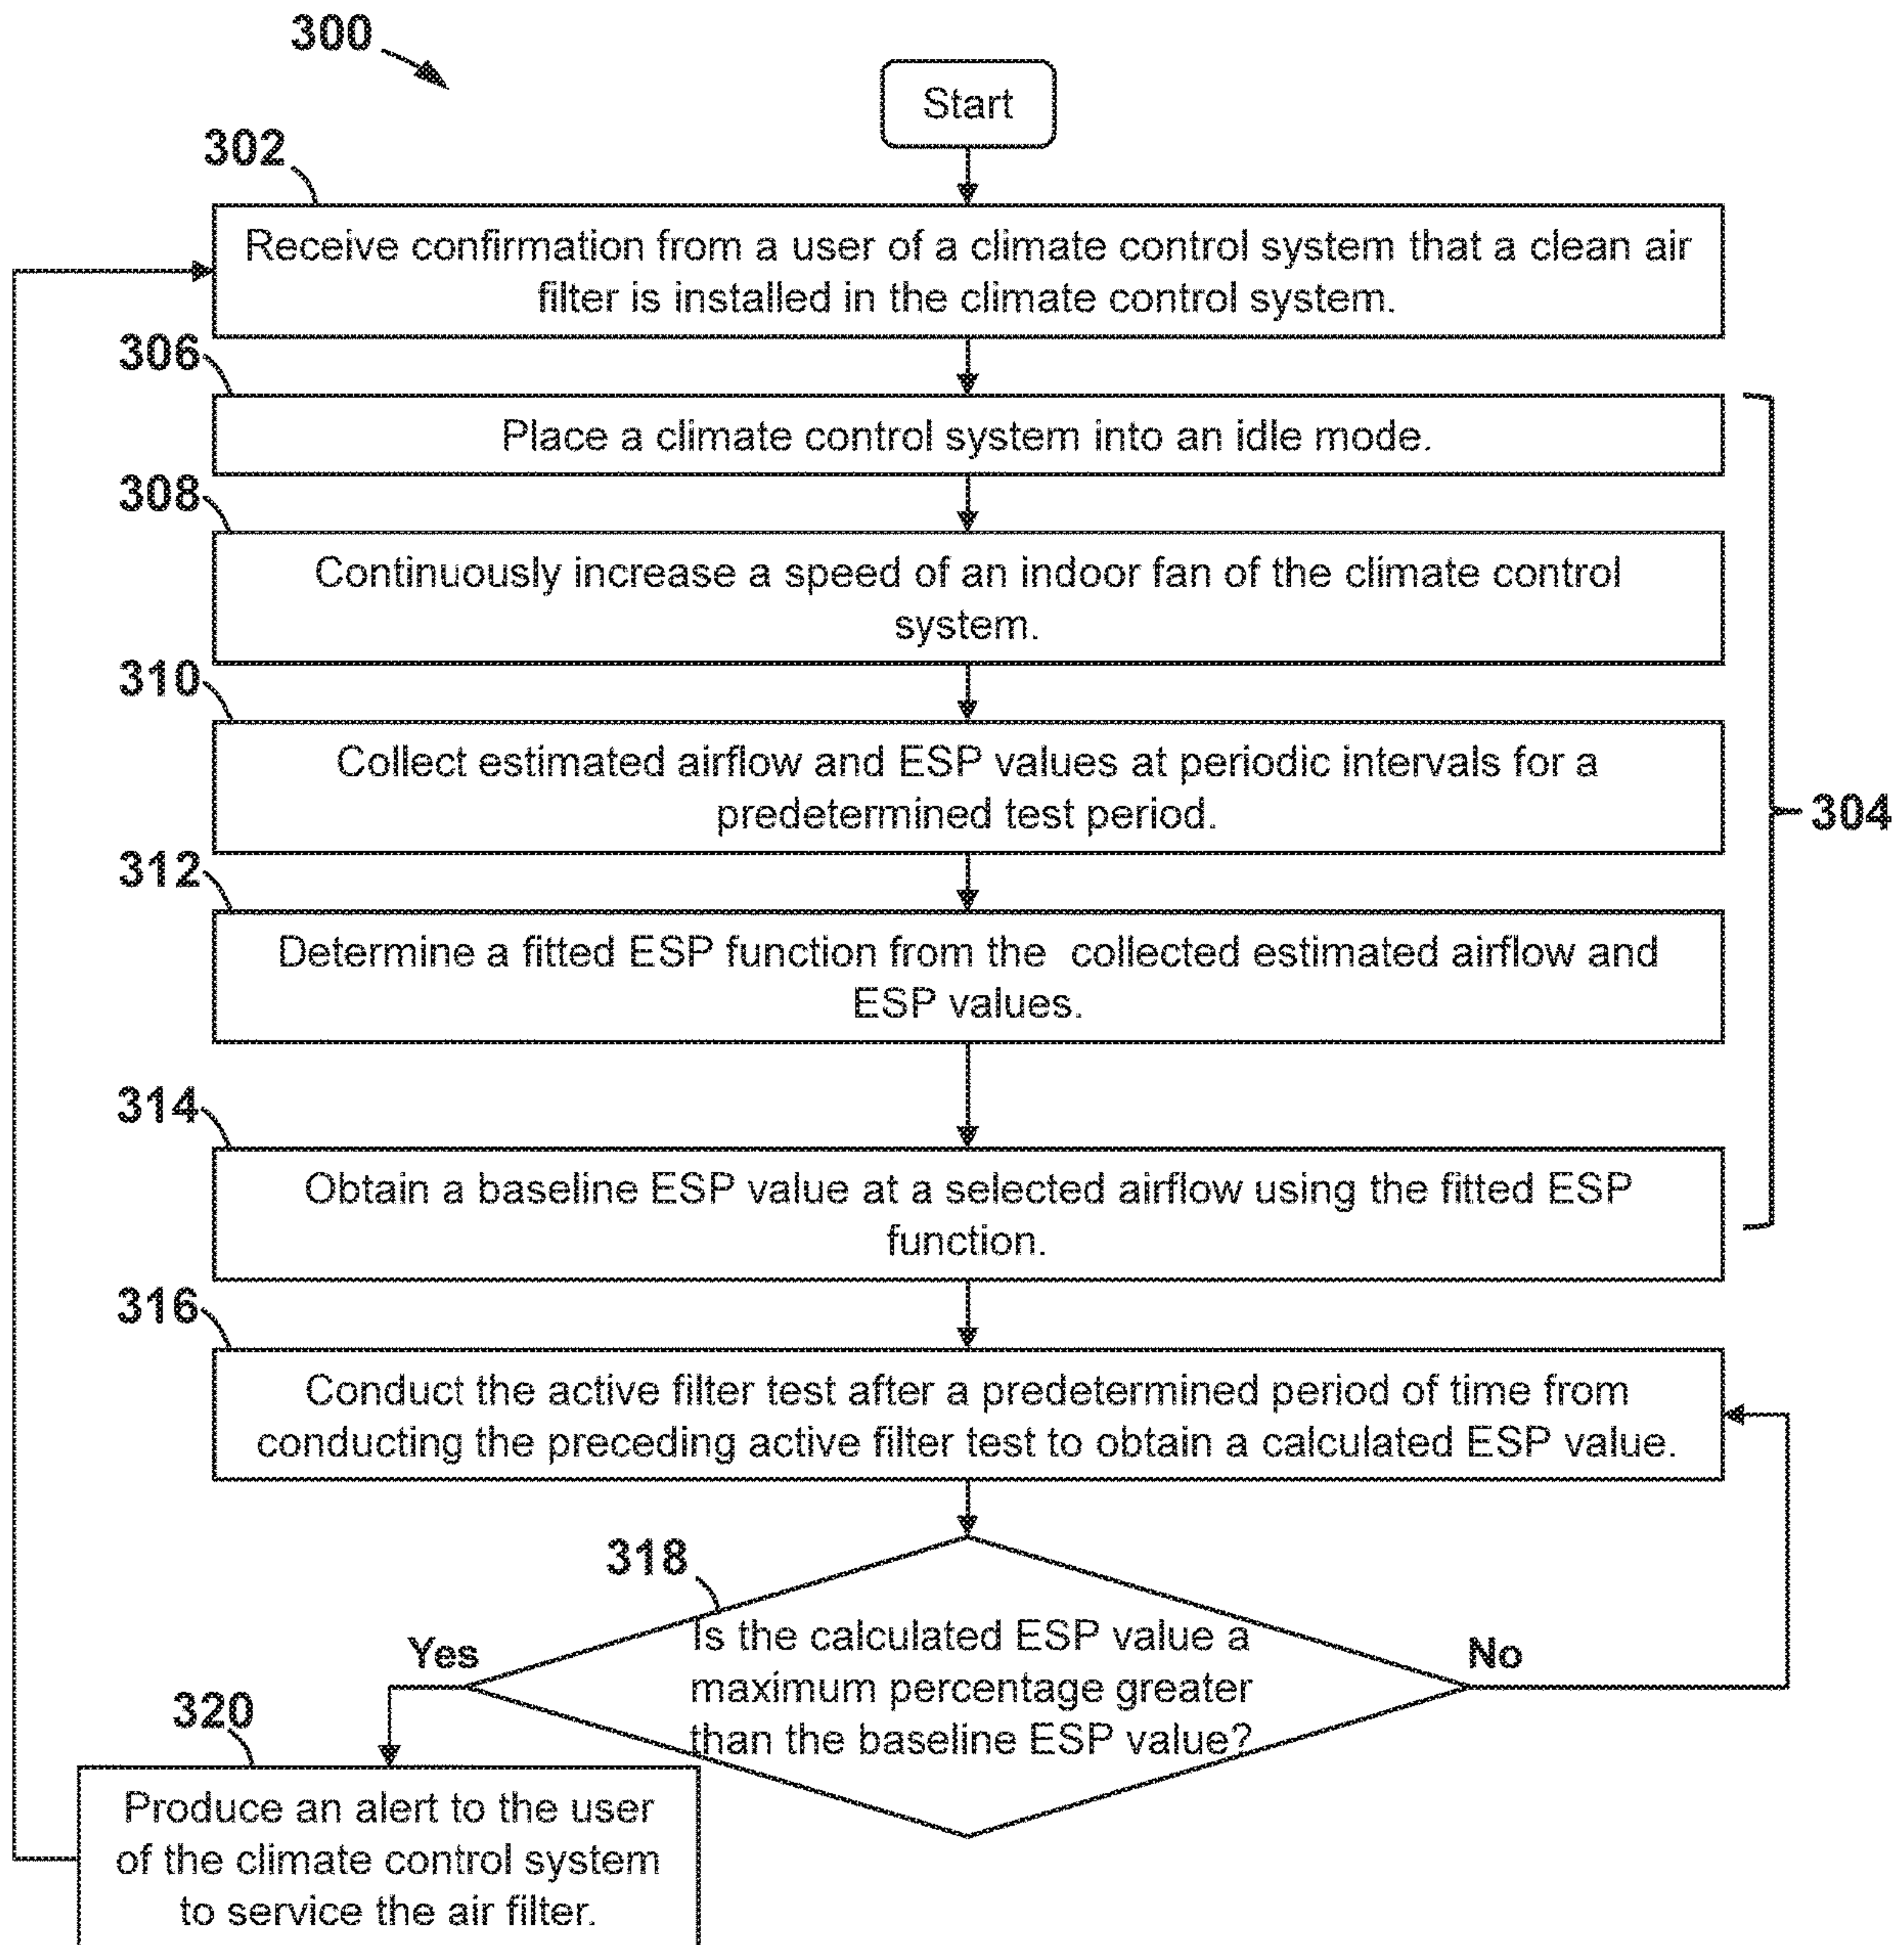 300
Start
302
Receive confirmation from a user of a climate control system that a clean air
filter is installed in the climate control system.
306
Place a climate control system into an idle mode.
308
Continuously increase a speed of an indoor fan of the climate control
system.
310
Collect estimated airflow and ESP values at periodic intervals for a
predetermined test period.
304
312
Determine a fitted ESP function from the collected estimated airflow and
ESP values.
314
Obtain a baseline ESP value at a selected airflow using the fitted ESP
function.
316
Conduct the active filter test after a predetermined period of time from
conducting the preceding active filter test to obtain a calculated ESP value.
318
Is the calculated ESP value a
maximum percentage greater
than the baseline ESP value?
Yes
No
320
Produce an alert to the user
of the climate control system
to service the air filter.